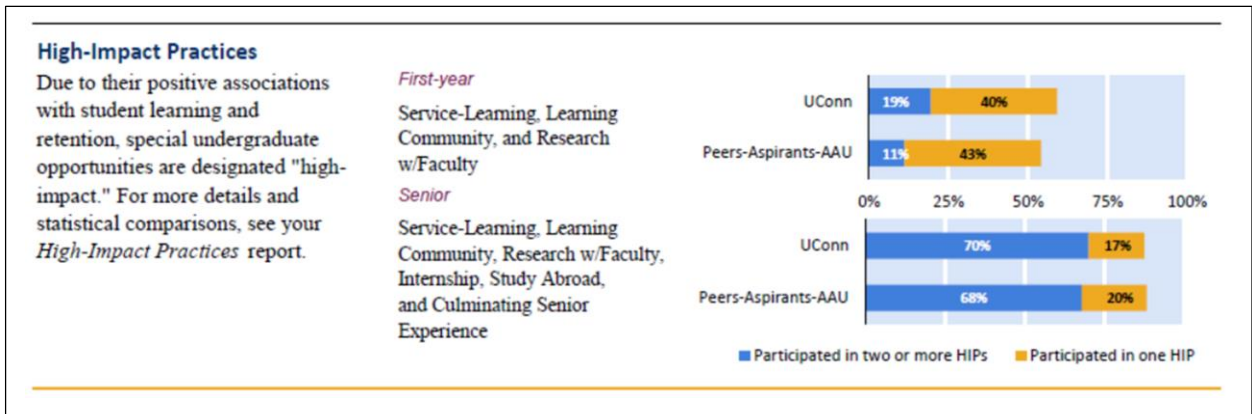 High-Impact Practices
Due to their positive associations
with student learning and
retention, special undergraduate
opportunities are designated "high-
impact." For more details and
statistical comparisons, see your
High-Impact Practices report.
First-year
Service-Learning, Learning
Community, and Research
w/Faculty
Senior
Service-Learning, Learning
Community, Research w/Faculty,
Internship, Study Abroad,
and Culminating Senior
Experience
UConn 19% 40%
Peers-Aspirants-AAU 11% 43%
0% 25% 50% 75% 100%
UConn 70% 17%
Peers-Aspirants-AAU 68% 20%
Participated in two or more HIPs Participated in one HIP